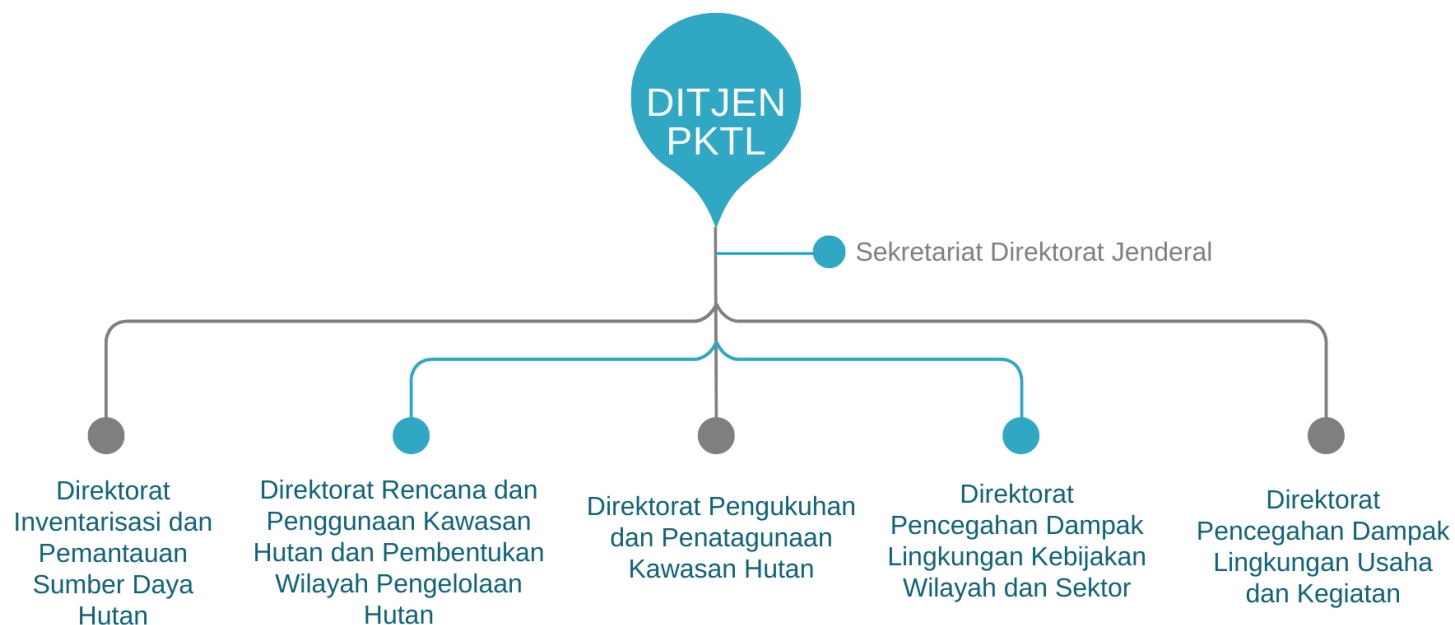 DITJEN
PKTL
Sekretariat Direktorat Jenderal
Direktorat
Inventarisasi dan
Pemantauan
Sumber Daya
Hutan
Direktorat Rencana dan
Penggunaan Kawasan
Hutan dan Pembentukan
Wilayah Pengelolaan
Hutan
Direktorat Pengukuhan
dan Penatagunaan
Kawasan Hutan
Direktorat
Pencegahan Dampak
Lingkungan Kebijakan
Wilayah dan Sektor
Direktorat
Pencegahan Dampak
Lingkungan Usaha
dan Kegiatan